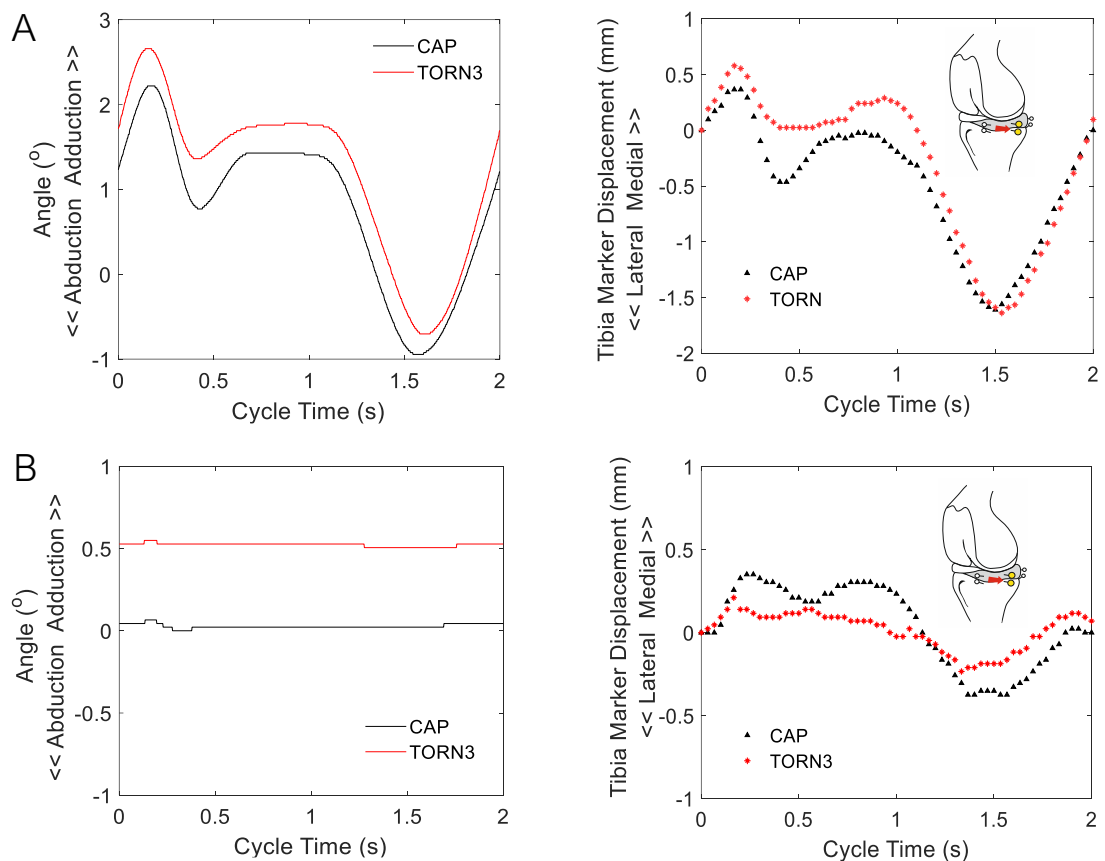 A
3
2
1
0
-1
0
0.5
1
1.5
2
Angle (°)
<< Abduction Adduction >>
Cycle Time (s)
CAP
TORN3
1
0.5
0
-0.5
-1
-1.5
-2
0
0.5
1
1.5
2
Tibia Marker Displacement (mm)
<< Lateral Medial >>
Cycle Time (s)
CAP
TORN
B
1
0.5
0
-0.5
-1
0
0.5
1
1.5
2
Angle (°)
<< Abduction Adduction >>
Cycle Time (s)
CAP
TORN3
1
0.5
0
-0.5
-1
0
0.5
1
1.5
2
Tibia Marker Displacement (mm)
<< Lateral Medial >>
Cycle Time (s)
CAP
TORN3